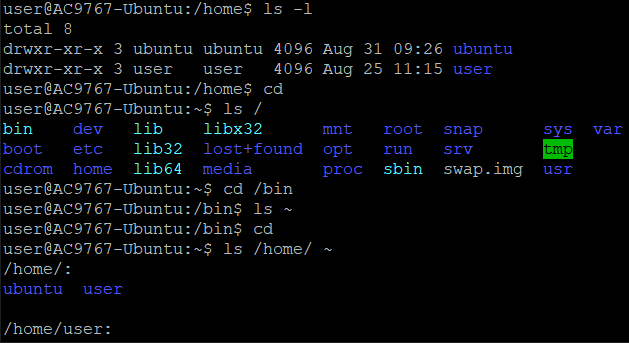 user@AC9767-Ubuntu:/home$ ls -l
total 8
drwxr-xr-x 3 ubuntu ubuntu 4096 Aug 31 09:26 ubuntu
drwxr-xr-x 3 user   user   4096 Aug 25 11:15 user
user@AC9767-Ubuntu:/home$ cd
user@AC9767-Ubuntu:~$ ls /
bin    dev   lib    libx32      mnt   root  snap      sys  var
boot   etc   lib32  lost+found  opt   run   srv       tmp
cdrom  home  lib64  media       proc  sbin  swap.img  usr
user@AC9767-Ubuntu:~$ cd /bin
user@AC9767-Ubuntu:/bin$ ls ~
user@AC9767-Ubuntu:/bin$ cd
user@AC9767-Ubuntu:~$ ls /home/ ~
/home/:
ubuntu  user
/home/user: